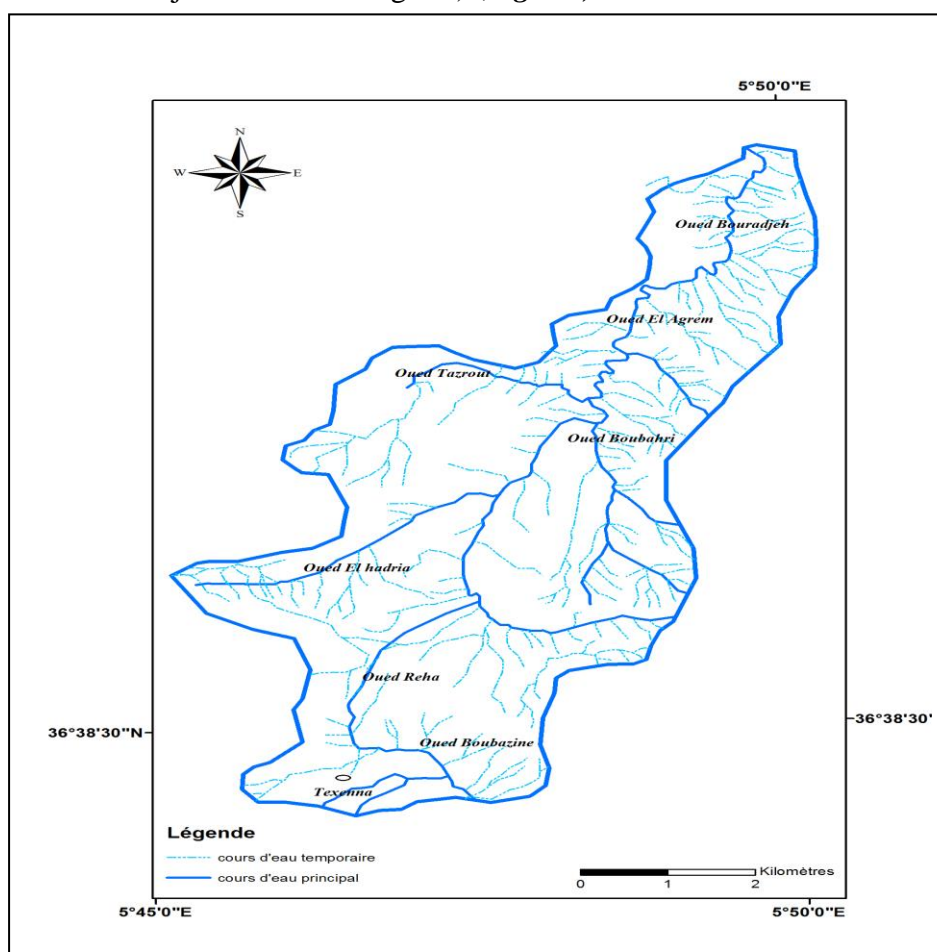 5°50'0"E
N
W
E
S
Oued Bouradjeh
Oued El Agrem
Oued Tazrout
Oued Boubahri
Oued El hadria
Oued Reha
36°38'30"N
36°38'30"
Oued Boubazine
Texenna
Légende
cours d'eau temporaire
cours d'eau principal
Kilomètres
0 1 2
5°45'0"E
5°50'0"E